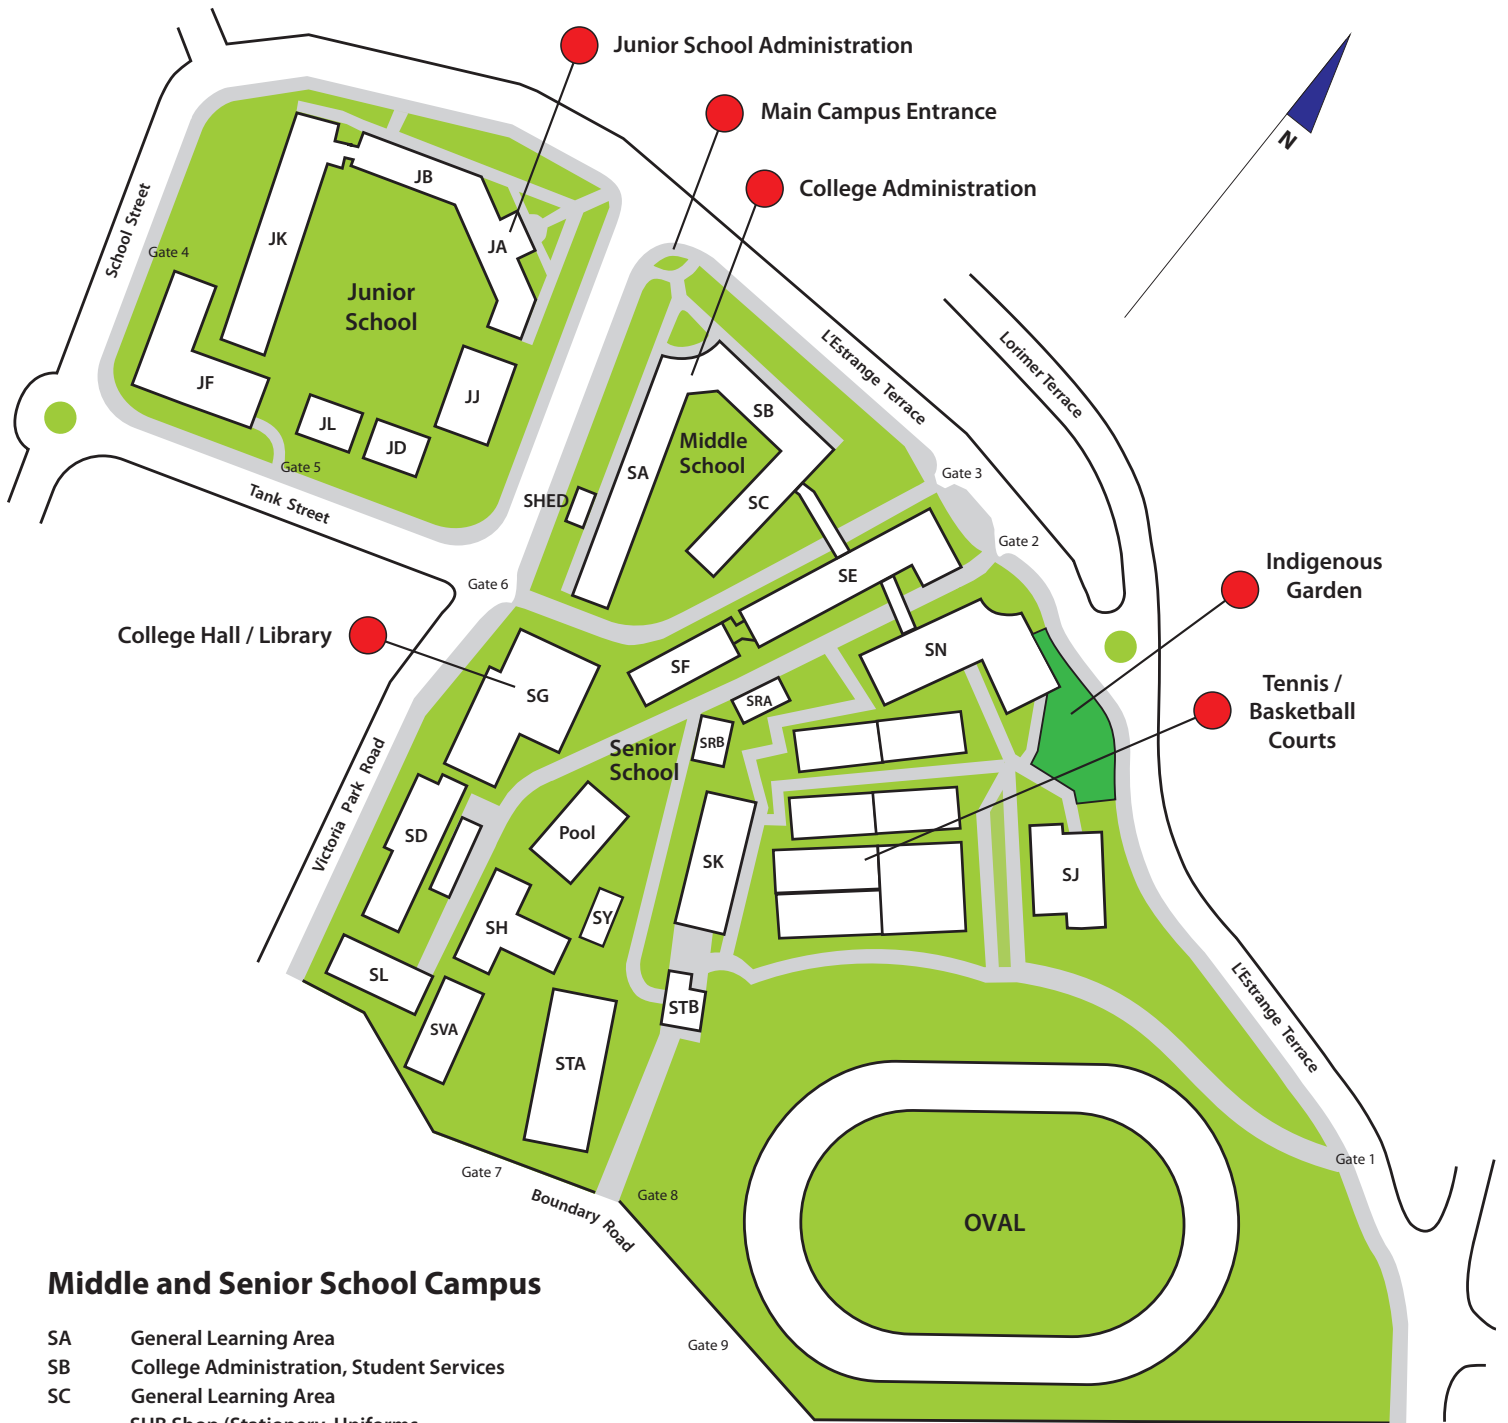 Junior School Administration
Main Campus Entrance
College Administration
N
School Street
Gate 4
JK
JB
JA
Junior
School
JF
JL
JD
JJ
Gate 5
Tank Street
L'Estrange Terrace
Lorimer Terrace
SB
Middle
School
SA
SC
SHED
Gate 3
Gate 2
Gate 6
SE
Indigenous
Garden
College Hall / Library
SF
SN
SG
SRA
SRB
Tennis /
Basketball
Courts
Senior
School
Victoria Park Road
SD
Pool
SK
SJ
SY
SH
SL
STB
SVA
STA
L'Estrange Terrace
Gate 1
Gate 7
Gate 8
Boundary Road
OVAL
Gate 9
Middle and Senior School Campus
SA General Learning Area
SB College Administration, Student Services
SC General Learning Area